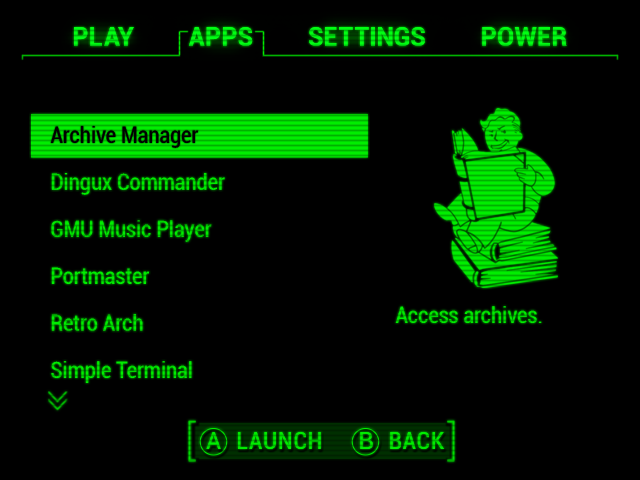 PLAY APPS SETTINGS POWER
Archive Manager
Dingux Commander
GMU Music Player
Portmaster
Retro Arch
Simple Terminal
Access archives.
A LAUNCH B BACK